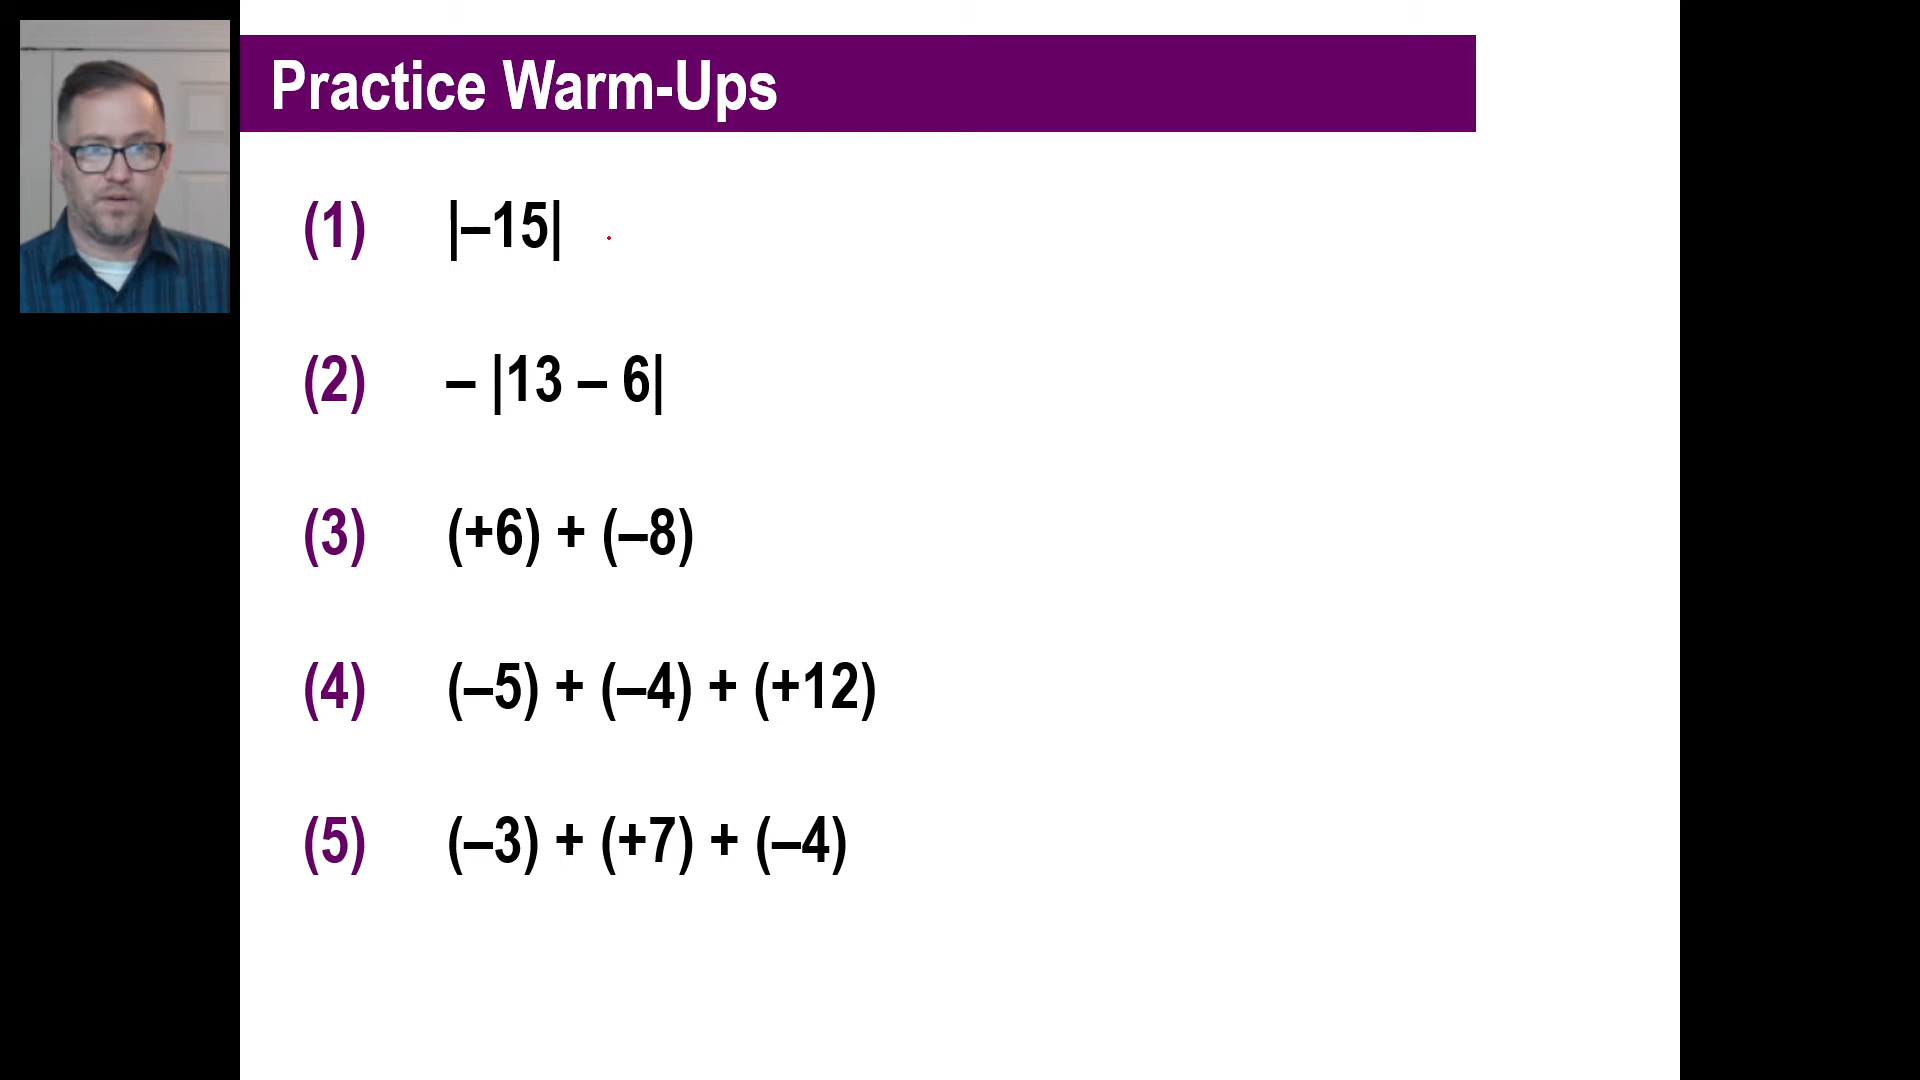 Practice Warm-Ups
(1) |–15|
(2) – |13 – 6|
(3) (+6) + (–8)
(4) (–5) + (–4) + (+12)
(5) (–3) + (+7) + (–4)